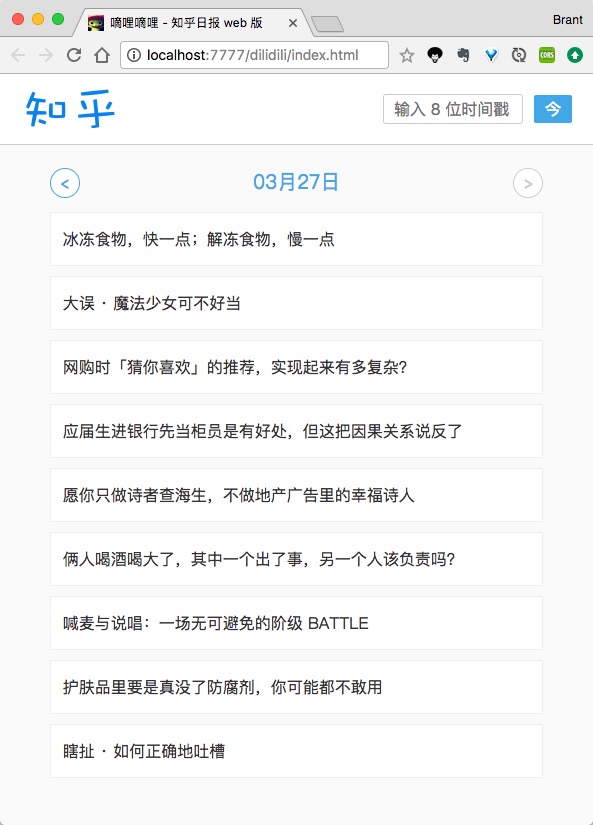 嘀哩嘀哩 - 知乎日报 web 版
Brant
localhost:7777/dilidili/index.html
CORS
知乎
输入 8 位时间戳
今
< 03月27日 >
冰冻食物，快一点；解冻食物，慢一点
大误 · 魔法少女可不好当
网购时「猜你喜欢」的推荐，实现起来有多复杂？
应届生进银行先当柜员是有好处，但这把因果关系说反了
愿你只做诗者查海生，不做地产广告里的幸福诗人
俩人喝酒喝大了，其中一个出了事，另一个人该负责吗？
喊麦与说唱：一场无可避免的阶级 BATTLE
护肤品里要是真没了防腐剂，你可能都不敢用
瞎扯 · 如何正确地吐槽